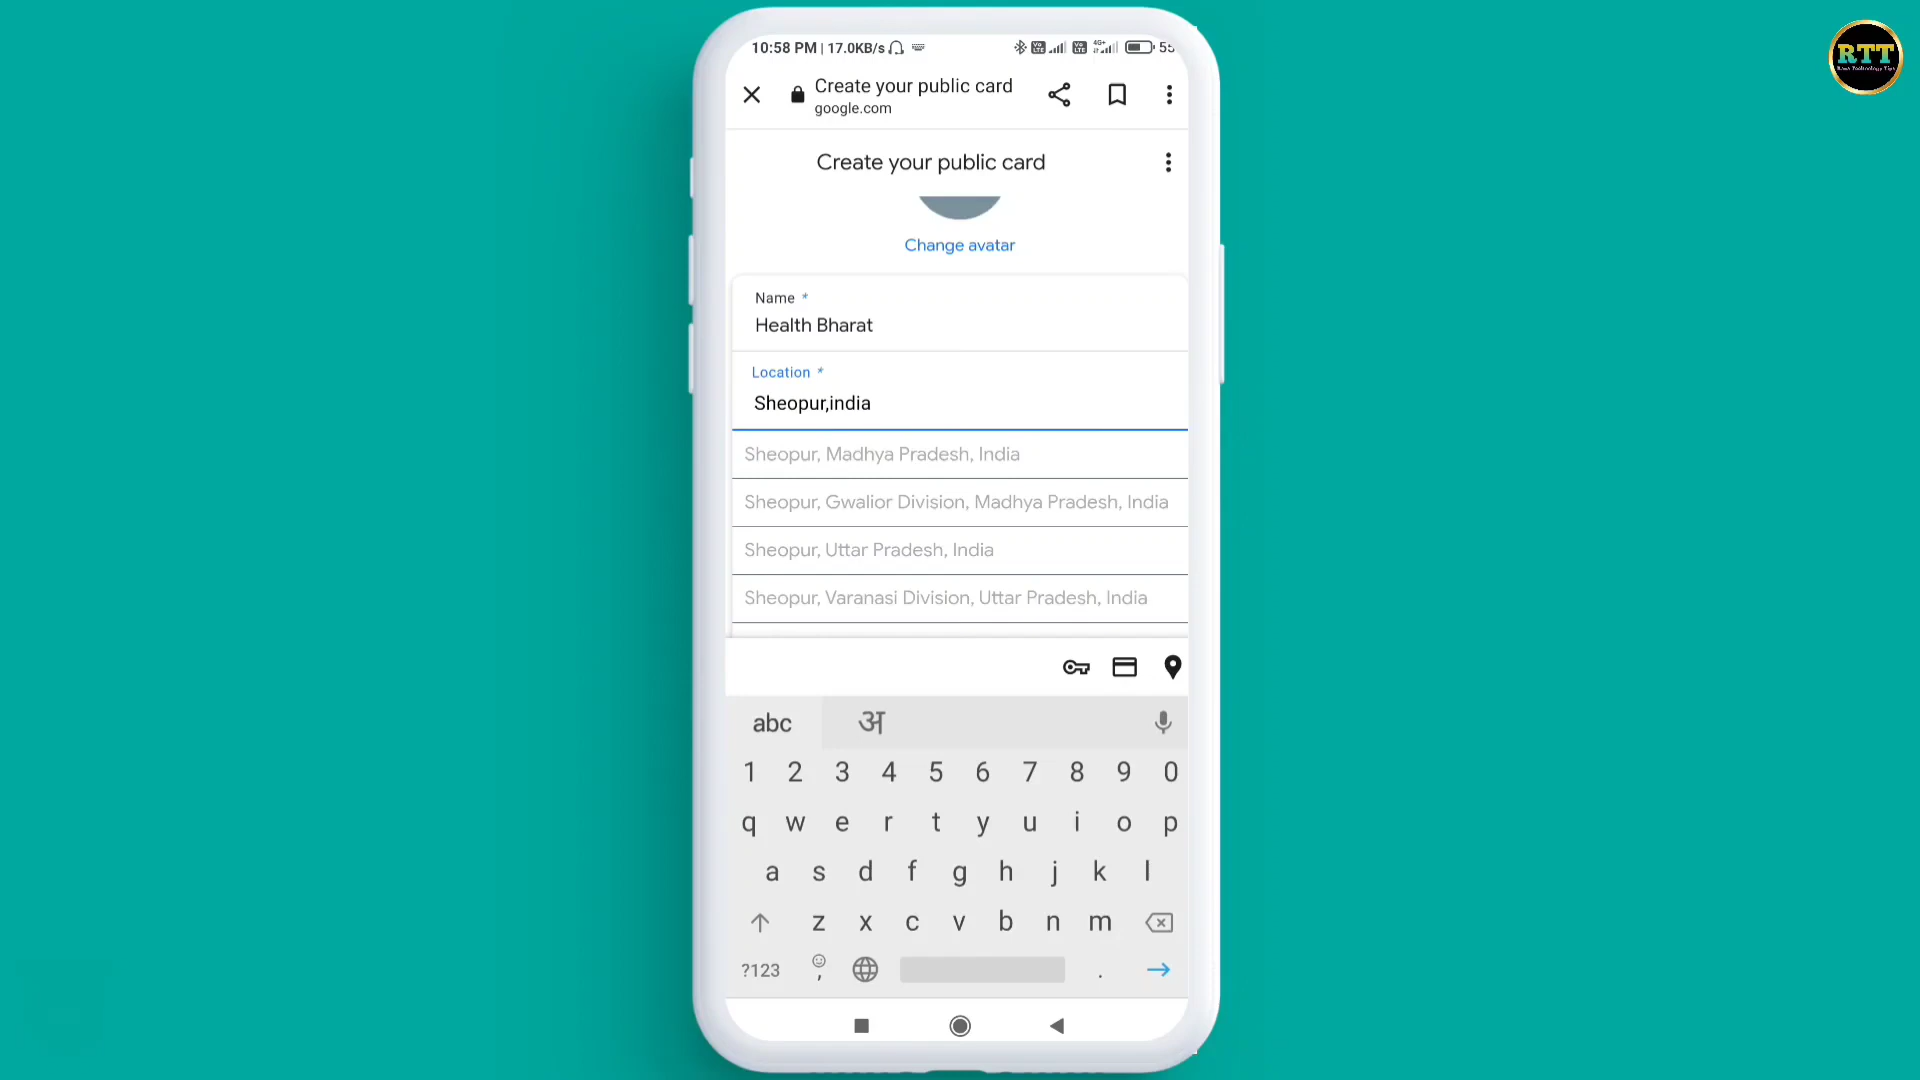 10:58 PM | 17.0KB/s
4G+
55
RTT
Create your public card
google.com
Create your public card
Change avatar
Name *
Health Bharat
Location *
Sheopur,india
Sheopur, Madhya Pradesh, India
Sheopur, Gwalior Division, Madhya Pradesh, India
Sheopur, Uttar Pradesh, India
Sheopur, Varanasi Division, Uttar Pradesh, India
abc अ
1 2 3 4 5 6 7 8 9 0
q w e r t y u i o p
a s d f g h j k l
z x c v b n m
?123 , .